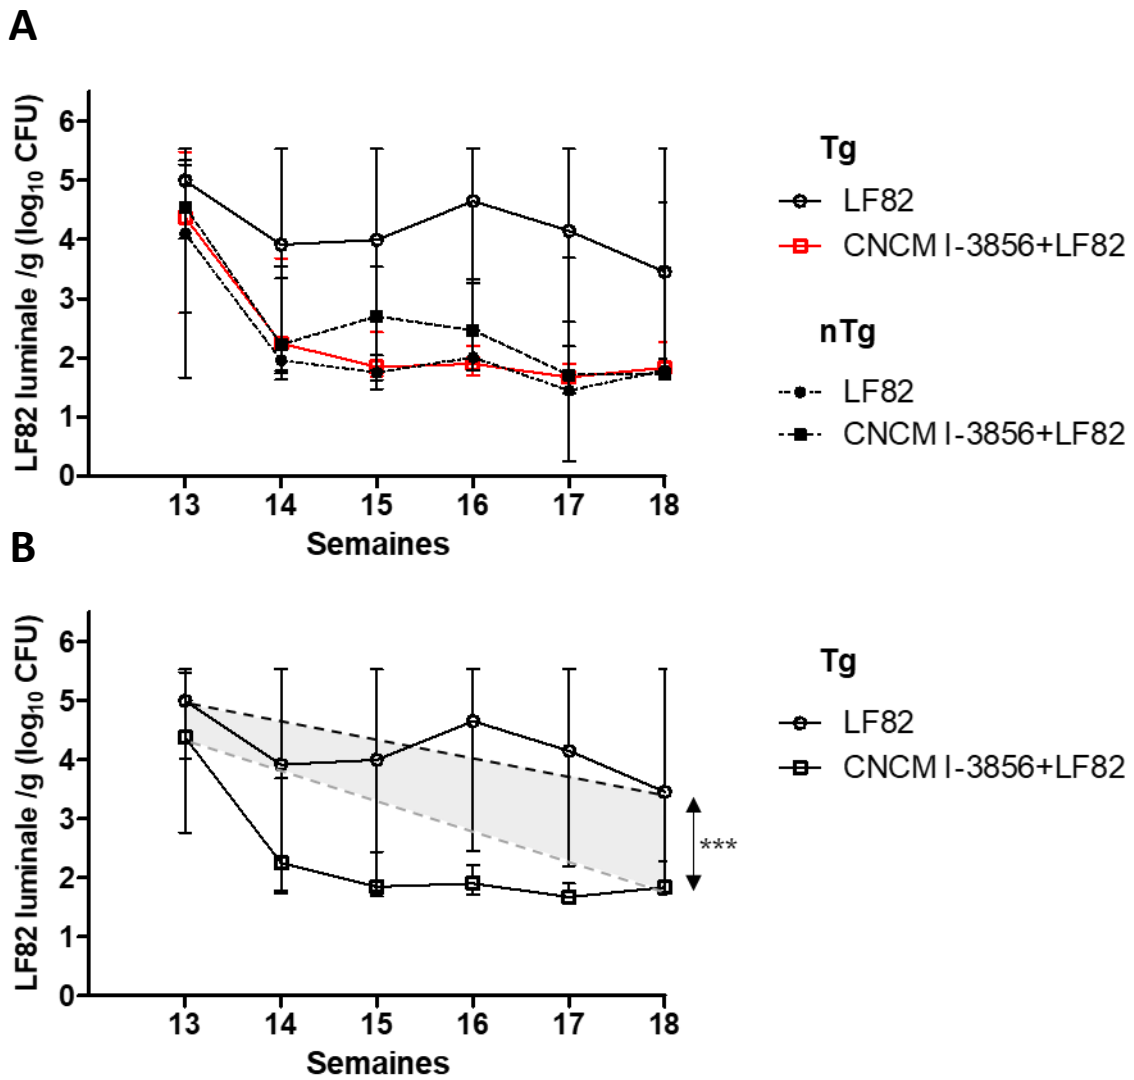 A
LF82 luminale /g (log10 CFU)
6
5
4
3
2
1
0
13 14 15 16 17 18
Semaines
Tg
LF82
CNCM I-3856+LF82
nTg
LF82
CNCM I-3856+LF82
B
LF82 luminale /g (log10 CFU)
6
5
4
3
2
1
0
13 14 15 16 17 18
Semaines
***
Tg
LF82
CNCM I-3856+LF82